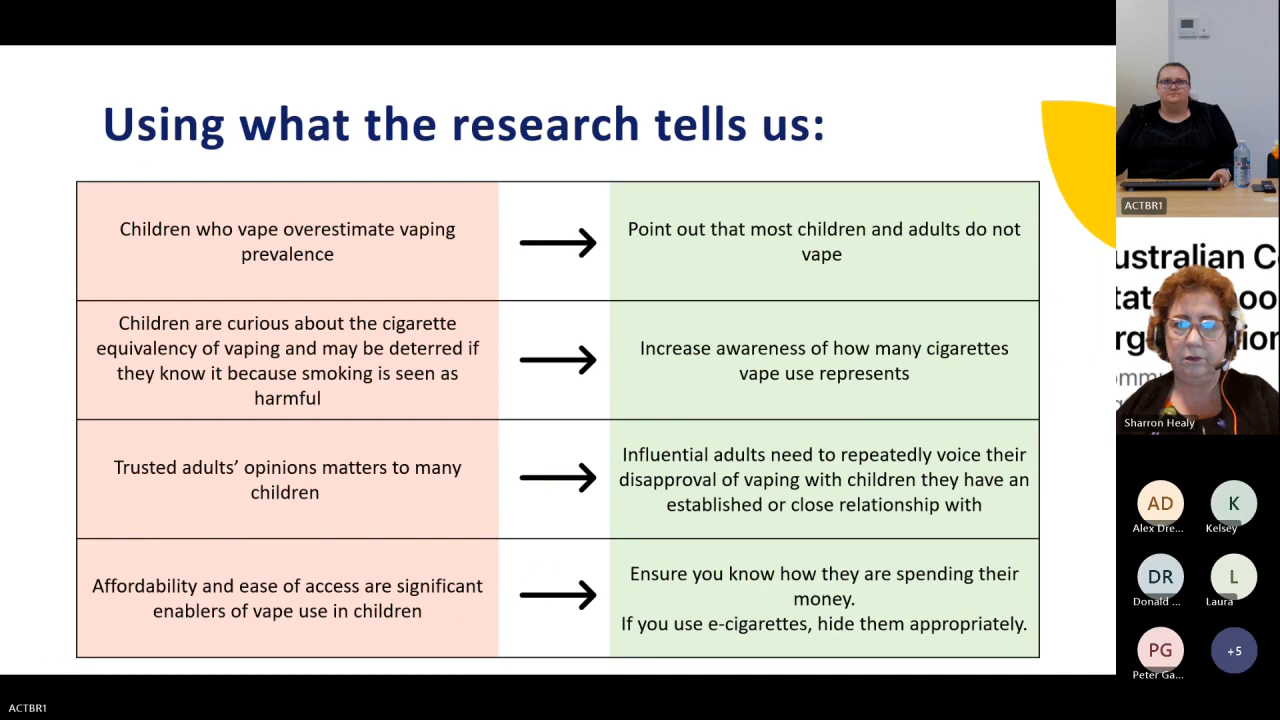 Using what the research tells us:
Children who vape overestimate vaping
prevalence
Point out that most children and adults do not
vape
Children are curious about the cigarette
equivalency of vaping and may be deterred if
they know it because smoking is seen as
harmful
Increase awareness of how many cigarettes
vape use represents
Trusted adults’ opinions matters to many
children
Influential adults need to repeatedly voice their
disapproval of vaping with children they have an
established or close relationship with
Affordability and ease of access are significant
enablers of vape use in children
Ensure you know how they are spending their
money.
If you use e-cigarettes, hide them appropriately.
ACTBR1
ustralian C
Sharron Healy
AD
Alex Dre...
K
Kelsey
DR
Donald ...
L
Laura
PG
Peter Ga...
+5
ACTBR1